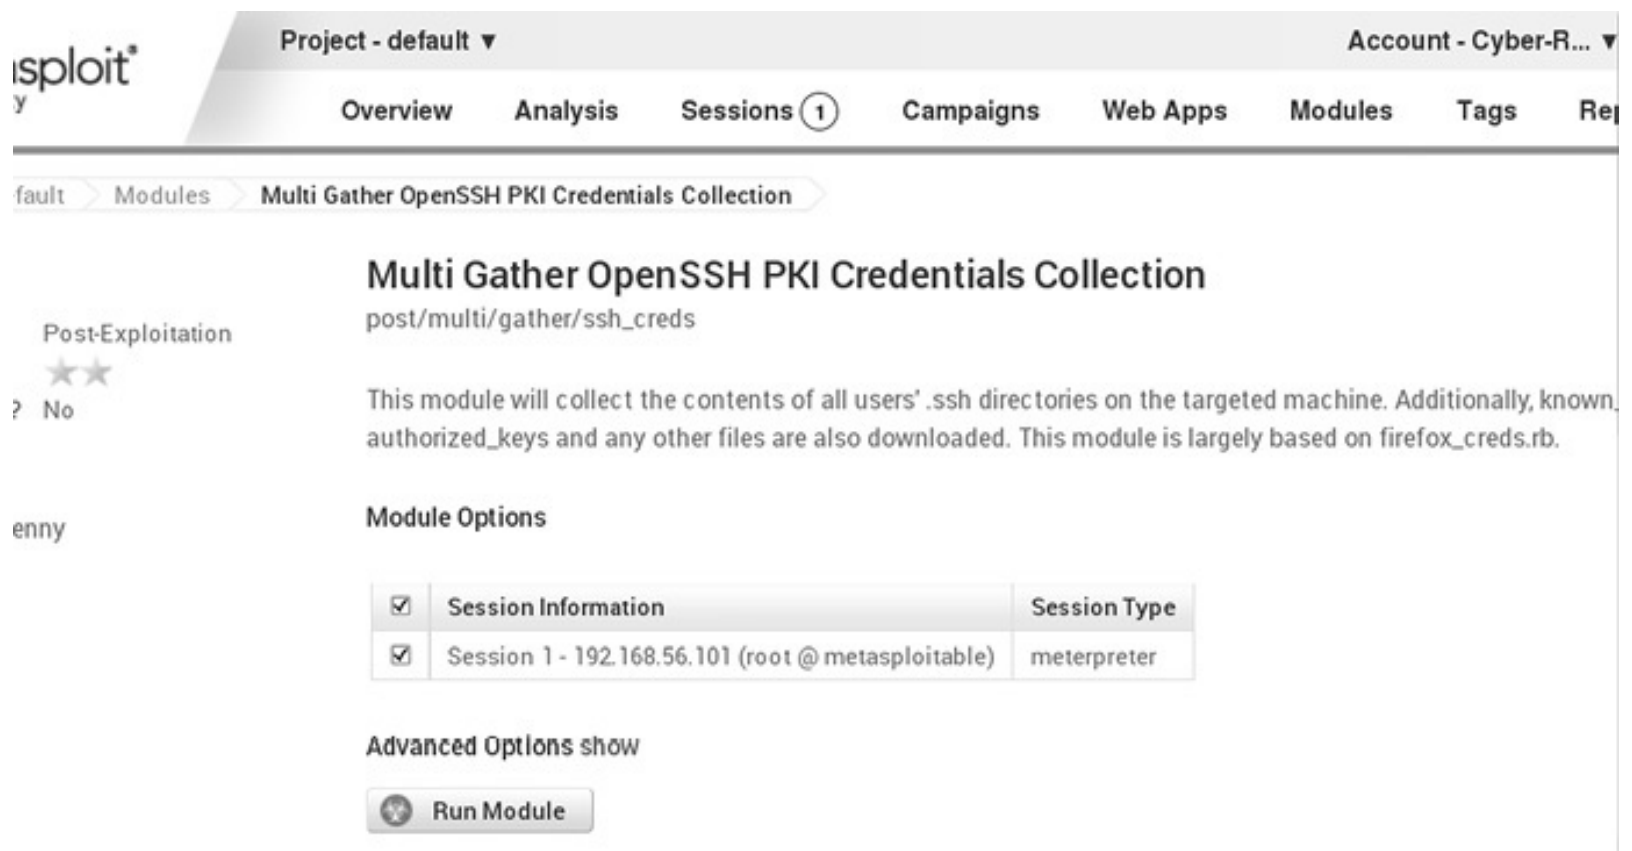 Project - default ▼ Account - Cyber-R... ▼
sploit®
y
Overview Analysis Sessions 1 Campaigns Web Apps Modules Tags Rep
fault Modules Multi Gather OpenSSH PKI Credentials Collection
Multi Gather OpenSSH PKI Credentials Collection
post/multi/gather/ssh_creds
Post-Exploitation
? No
This module will collect the contents of all users' .ssh directories on the targeted machine. Additionally, known_
authorized_keys and any other files are also downloaded. This module is largely based on firefox_creds.rb.
Module Options
enny
Session Information Session Type
Session 1 - 192.168.56.101 (root @ metasploitable) meterpreter
Advanced Options show
Run Module